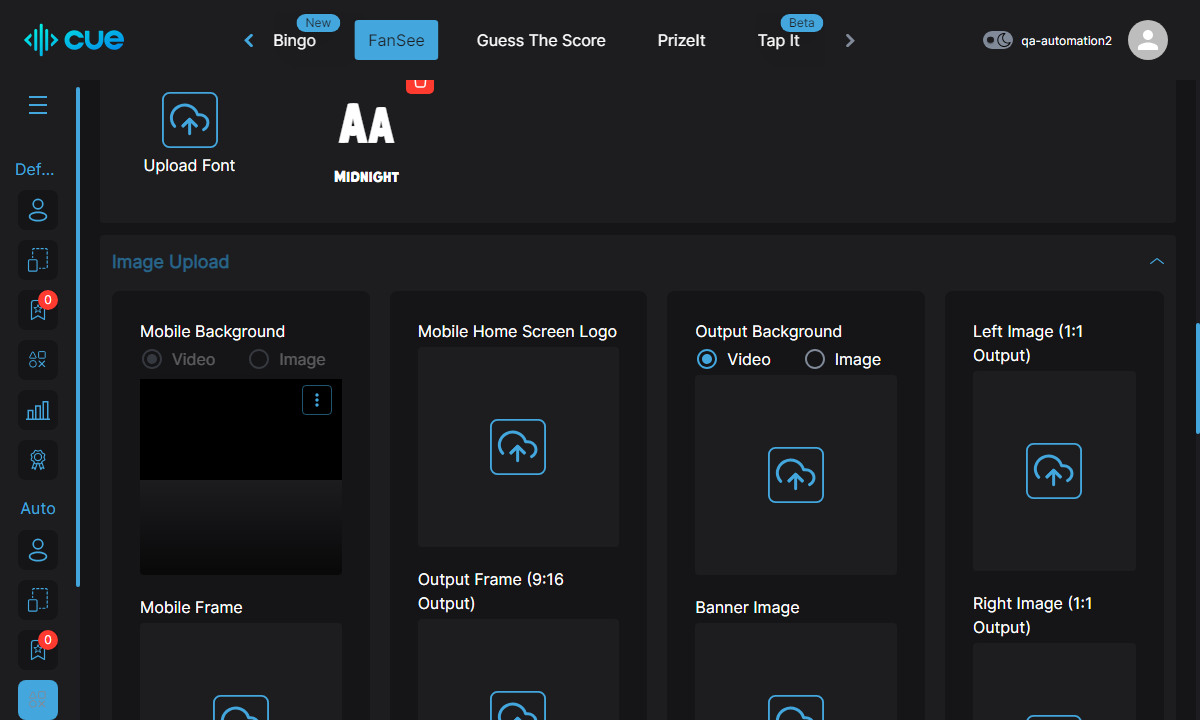 cue
Bingo
New
FanSee
Guess The Score
PrizeIt
Tap It
Beta
qa-automation2
Def...
0
Auto
0
Upload Font
AA
Midnight
Image Upload
Mobile Background
Video
Image
Mobile Frame
Mobile Home Screen Logo
Output Frame (9:16
Output)
Output Background
Video
Image
Banner Image
Left Image (1:1
Output)
Right Image (1:1
Output)